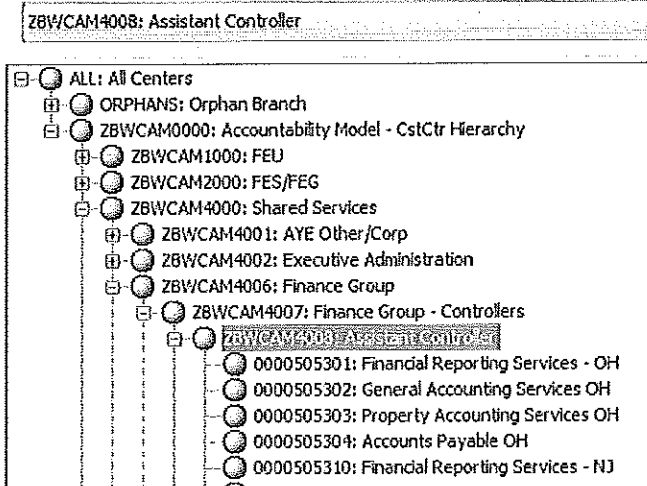 ZBWCAM4008: Assistant Controller
ALL: All Centers
ORPHANS: Orphan Branch
ZBWCAM0000: Accountability Model - CstCtr Hierarchy
ZBWCAM1000: FEU
ZBWCAM2000: FES/FEG
ZBWCAM4000: Shared Services
ZBWCAM4001: AYE Other/Corp
ZBWCAM4002: Executive Administration
ZBWCAM4006: Finance Group
ZBWCAM4007: Finance Group - Controllers
ZBWCAM4008: Assistant Controller
0000505301: Financial Reporting Services - OH
0000505302: General Accounting Services OH
0000505303: Property Accounting Services OH
0000505304: Accounts Payable OH
0000505310: Financial Reporting Services - NJ